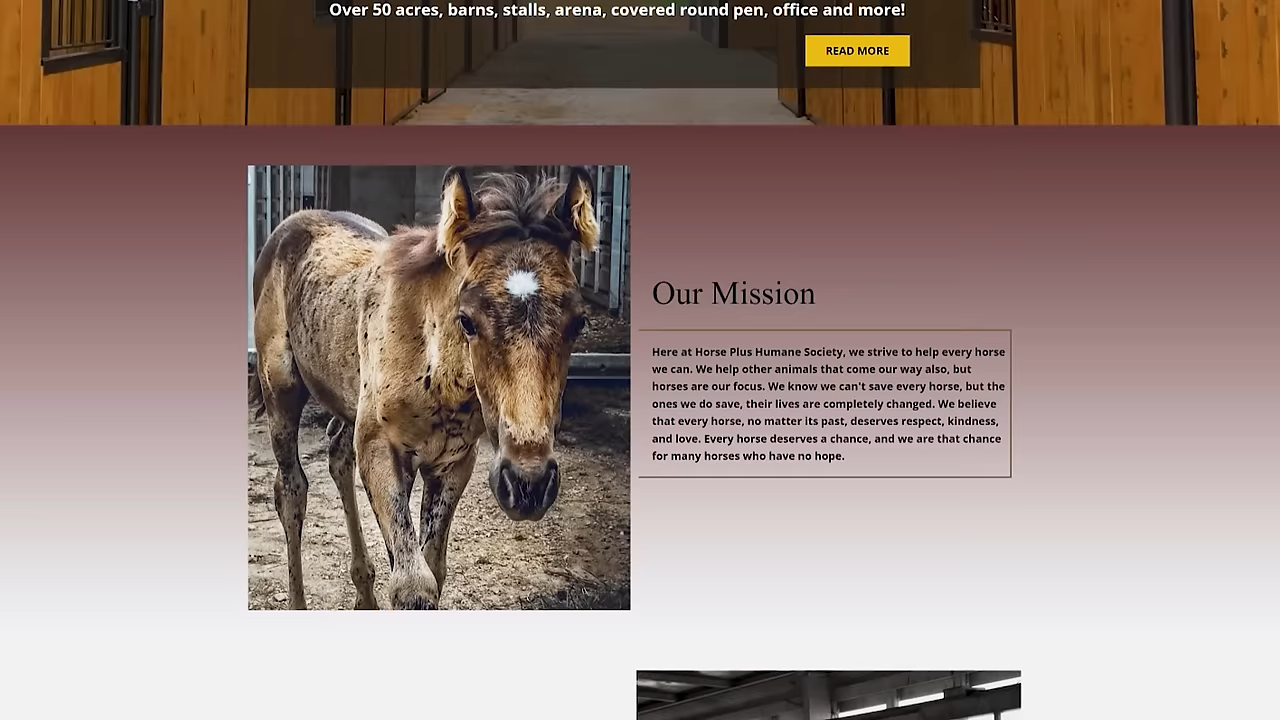 Over 50 acres, barns, stalls, arena, covered round pen, office and more!
READ MORE
Our Mission
Here at Horse Plus Humane Society, we strive to help every horse
we can. We help other animals that come our way also, but
horses are our focus. We know we can't save every horse, but the
ones we do save, their lives are completely changed. We believe
that every horse, no matter its past, deserves respect, kindness,
and love. Every horse deserves a chance, and we are that chance
for many horses who have no hope.